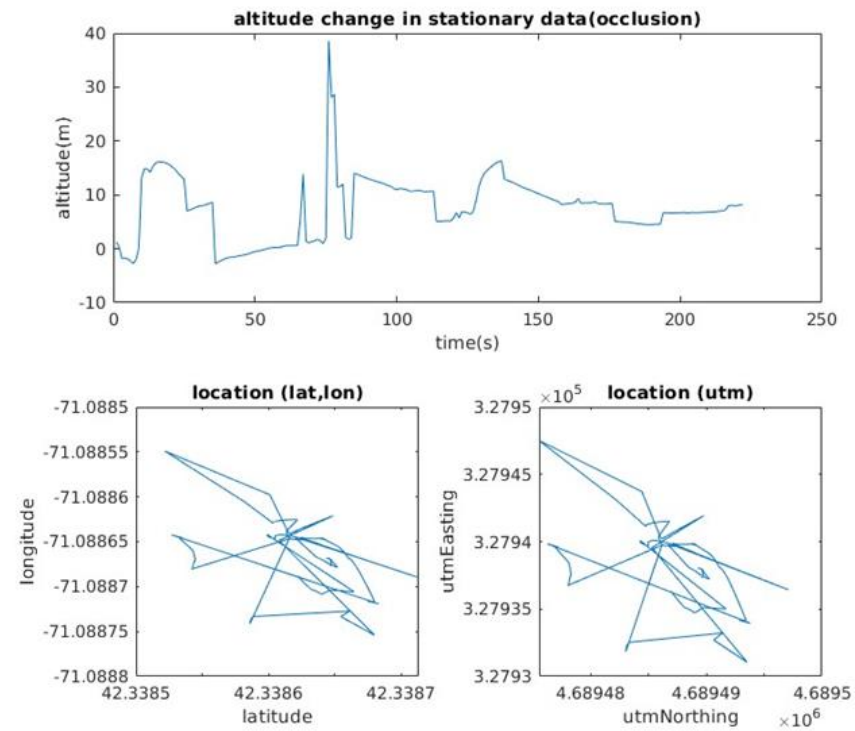 altitude change in stationary data(occlusion)
40
30
20
10
0
-10
altitude(m)
0 50 100 150 200 250
time(s)
location (lat,lon)
-71.0885
-71.08855
-71.0886
-71.08865
-71.0887
-71.08875
-71.0888
longitude
42.3385 42.3386 42.3387
latitude
location (utm)
×10⁵
3.2795
3.27945
3.2794
3.27935
3.2793
utmEasting
4.68948 4.68949 4.6895
utmNorthing ×10⁶